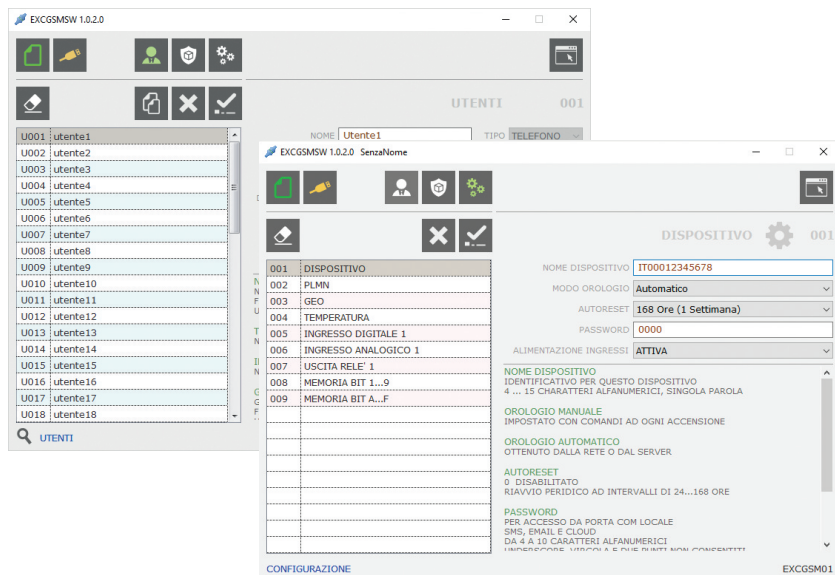 EXCGSMSW 1.0.2.0
UTENTI 001
NOME Utente1 TIPO TELEFONO
U001 utente1
U002 utente2
U003 utente3
U004 utente4
U005 utente5
U006 utente6
U007 utente7
U008 utente8
U009 utente9
U010 utente10
U011 utente11
U012 utente12
U013 utente13
U014 utente14
U015 utente15
U016 utente16
U017 utente17
U018 utente18
UTENTI
EXCGSMSW 1.0.2.0 SenzaNome
DISPOSITIVO 001
001 DISPOSITIVO
002 PLMN
003 GEO
004 TEMPERATURA
005 INGRESSO DIGITALE 1
006 INGRESSO ANALOGICO 1
007 USCITA RELE' 1
008 MEMORIA BIT 1...9
009 MEMORIA BIT A...F
NOME DISPOSITIVO IT00012345678
MODO OROLOGIO Automatico
AUTORESET 168 Ore (1 Settimana)
PASSWORD 0000
ALIMENTAZIONE INGRESSI ATTIVA
NOME DISPOSITIVO
IDENTIFICATIVO PER QUESTO DISPOSITIVO
4 ... 15 CHARATTERI ALFANUMERICI, SINGOLA PAROLA
OROLOGIO MANUALE
IMPOSTATO CON COMANDI AD OGNI ACCENSIONE
OROLOGIO AUTOMATICO
OTTENUTO DALLA RETE O DAL SERVER
AUTORESET
0 DISABILITATO
RIAVVIO PERIDICO AD INTERVALLI DI 24...168 ORE
PASSWORD
PER ACCESSO DA PORTA COM LOCALE
SMS, EMAIL E CLOUD
DA 4 A 10 CARATTERI ALFANUMERICI
UNDERSCORE, VIRGOLA E DUE PUNTI NON CONSENTITI
CONFIGURAZIONE EXCGSM01